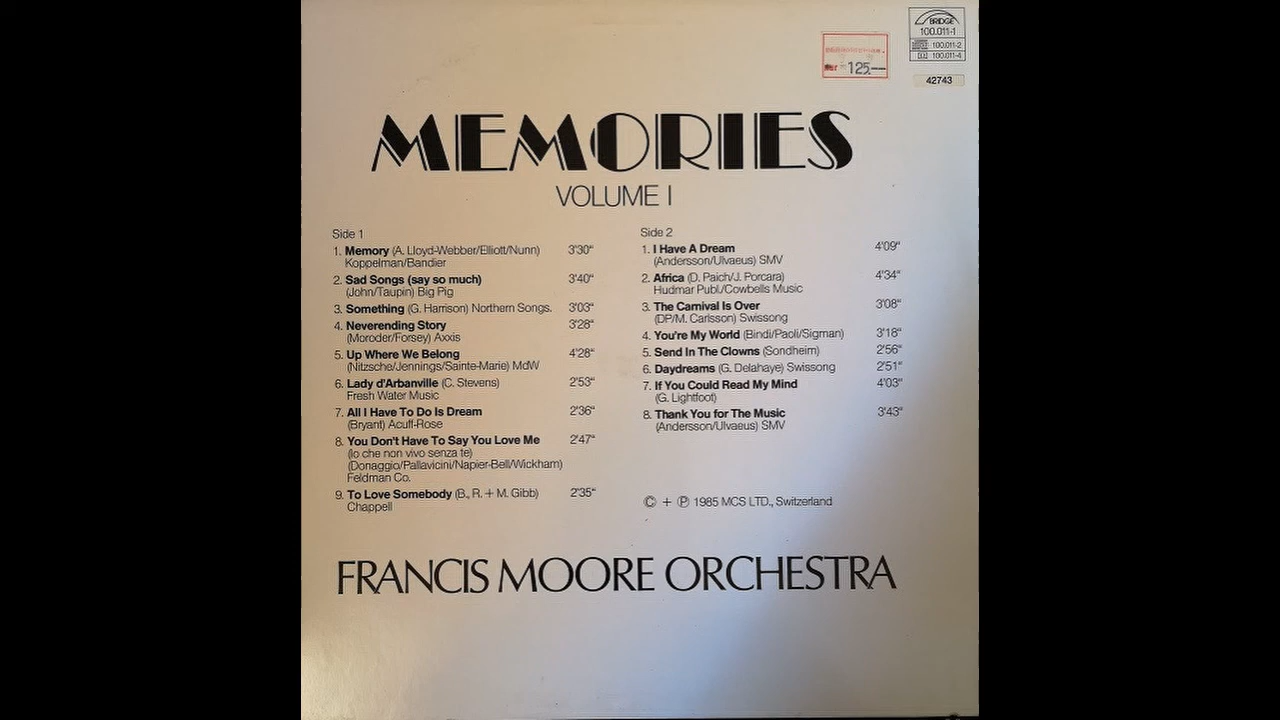 BRIDGE
100.011-1
100.011-2
100.011-4
125.-
42743
MEMORIES
VOLUME I
Side 1
1. Memory (A. Lloyd-Webber/Elliott/Nunn) 3'30"
Koppelman/Bandier
2. Sad Songs (say so much) 3'40"
(John/Taupin) Big Pig
3. Something (G. Harrison) Northern Songs. 3'03"
4. Neverending Story 3'28"
(Moroder/Forsey) Axxis
5. Up Where We Belong 4'28"
(Nitzsche/Jennings/Sainte-Marie) MdW
6. Lady d'Arbanville (C. Stevens) 2'53"
Fresh Water Music
7. All I Have To Do Is Dream 2'36"
(Bryant) Acuff-Rose
8. You Don't Have To Say You Love Me 2'47"
(Io che non vivo senza te)
(Donaggio/Pallavicini/Napier-Bell/Wickham)
Feldman Co.
9. To Love Somebody (B., R. + M. Gibb) 2'35"
Chappell
Side 2
1. I Have A Dream 4'09"
(Andersson/Ulvaeus) SMV
2. Africa (D. Paich/J. Porcara) 4'34"
Hudmar Publ./Cowbells Music
3. The Carnival Is Over 3'08"
(DP/M. Carlsson) Swissong
4. You're My World (Bindi/Paoli/Sigman) 3'18"
5. Send In The Clowns (Sondheim) 2'56"
6. Daydreams (G. Delahaye) Swissong 2'51"
7. If You Could Read My Mind 4'03"
(G. Lightfoot)
8. Thank You for The Music 3'43"
(Andersson/Ulvaeus) SMV
© + ℗ 1985 MCS LTD., Switzerland
FRANCIS MOORE ORCHESTRA